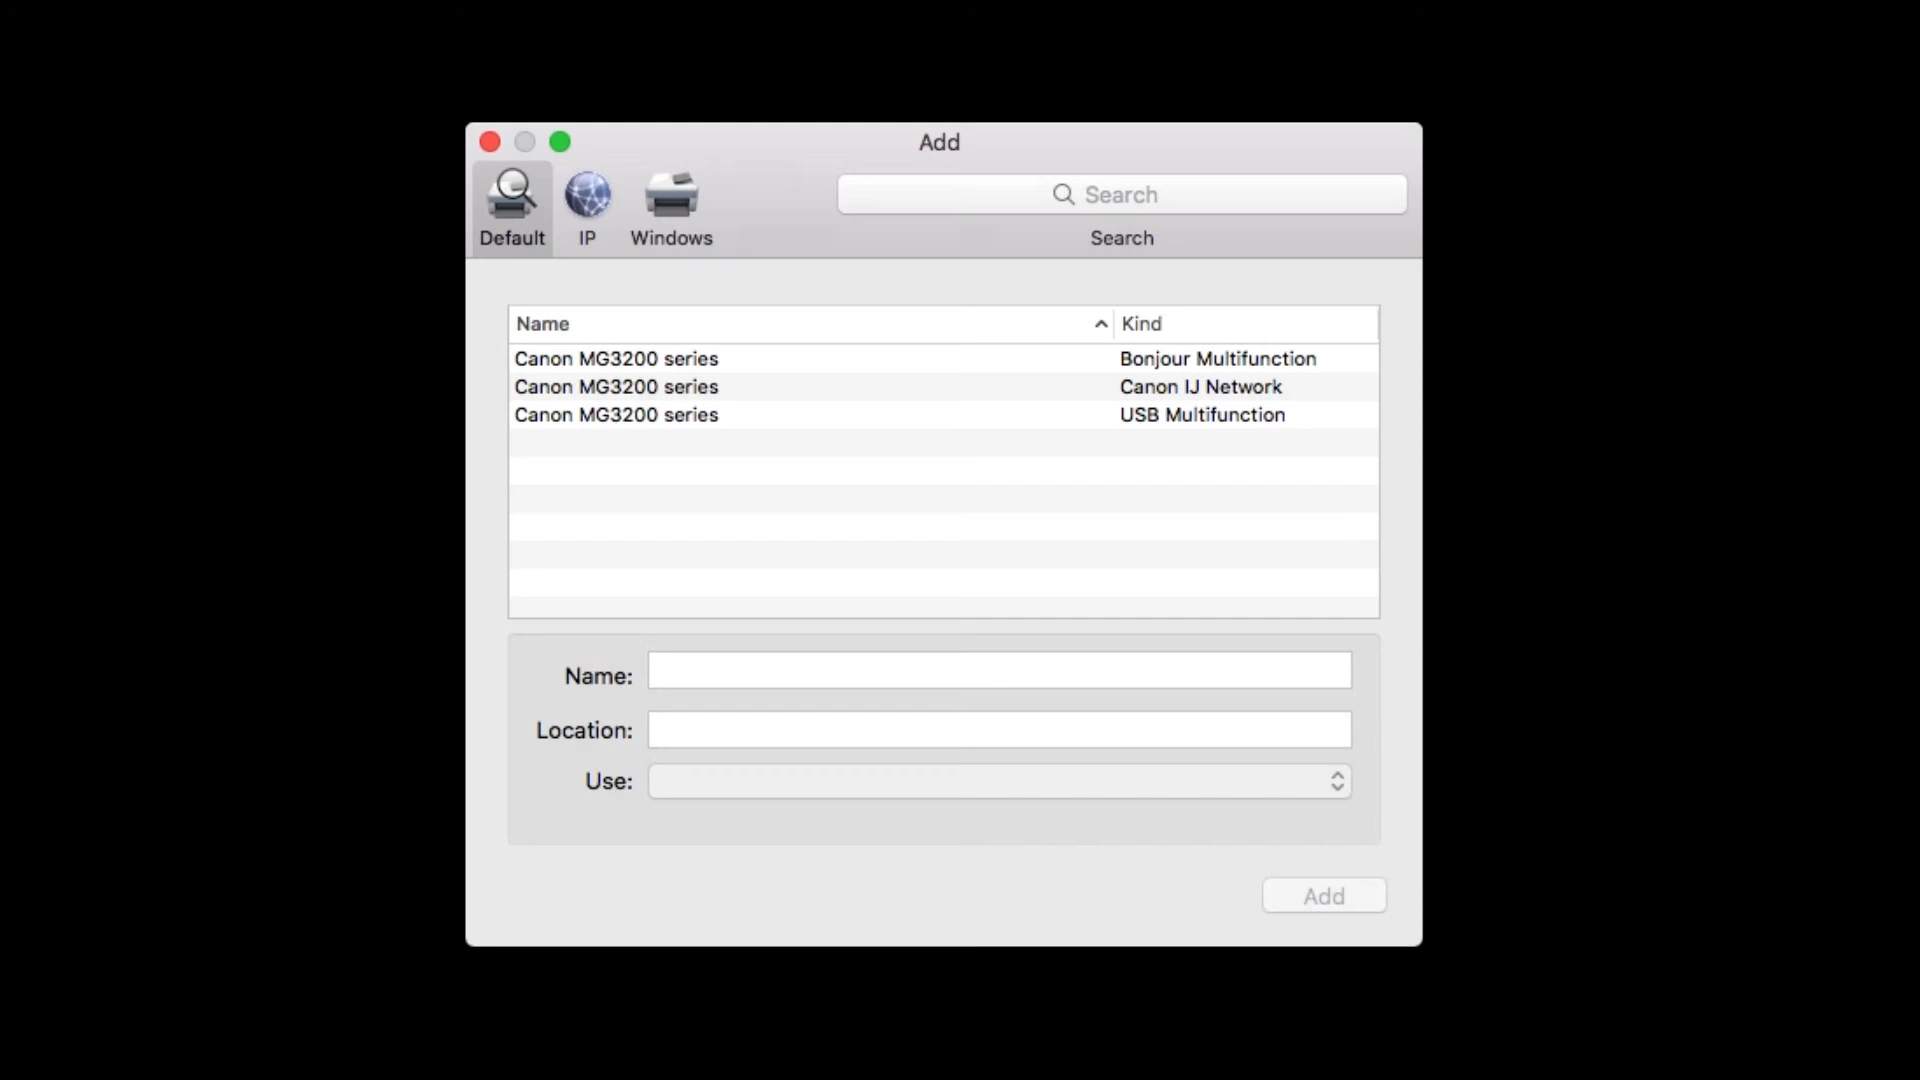 Add
Default IP Windows
Search
Search
Name Kind
Canon MG3200 series Bonjour Multifunction
Canon MG3200 series Canon IJ Network
Canon MG3200 series USB Multifunction
Name:
Location:
Use:
Add